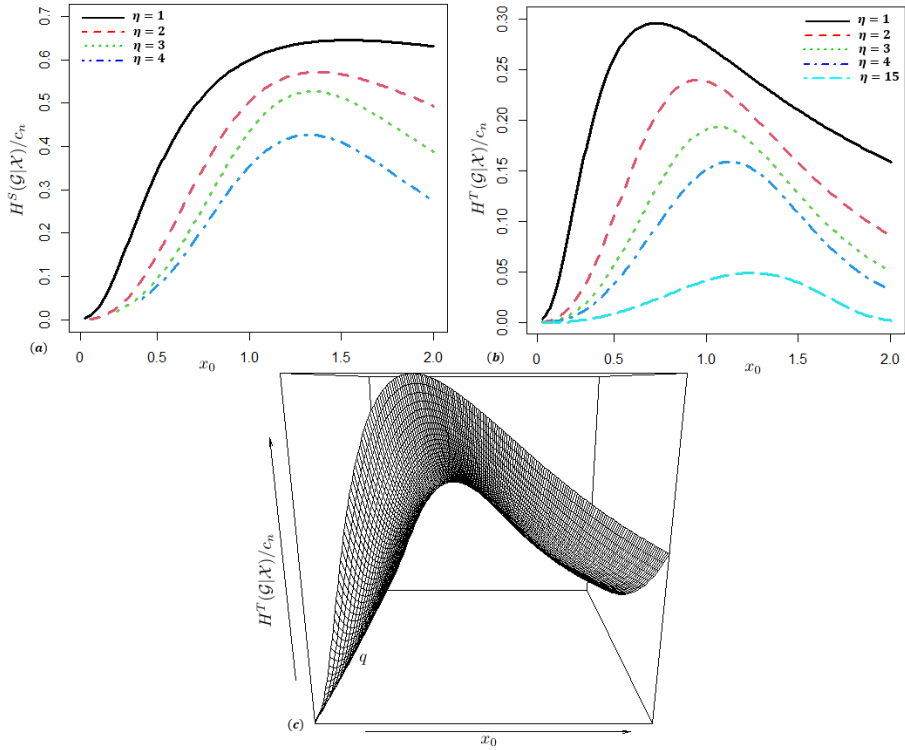 η = 1
η = 2
η = 3
η = 4
H^S(𝒢|𝒳)/c_n
0.0 0.1 0.2 0.3 0.4 0.5 0.6 0.7
0 0.5 1.0 1.5 2.0
x_0
(a)
η = 1
η = 2
η = 3
η = 4
η = 15
H^T(𝒢|𝒳)/c_n
0.00 0.05 0.10 0.15 0.20 0.25 0.30
0 0.5 1.0 1.5 2.0
x_0
(b)
H^T(𝒢|𝒳)/c_n
q
x_0
(c)